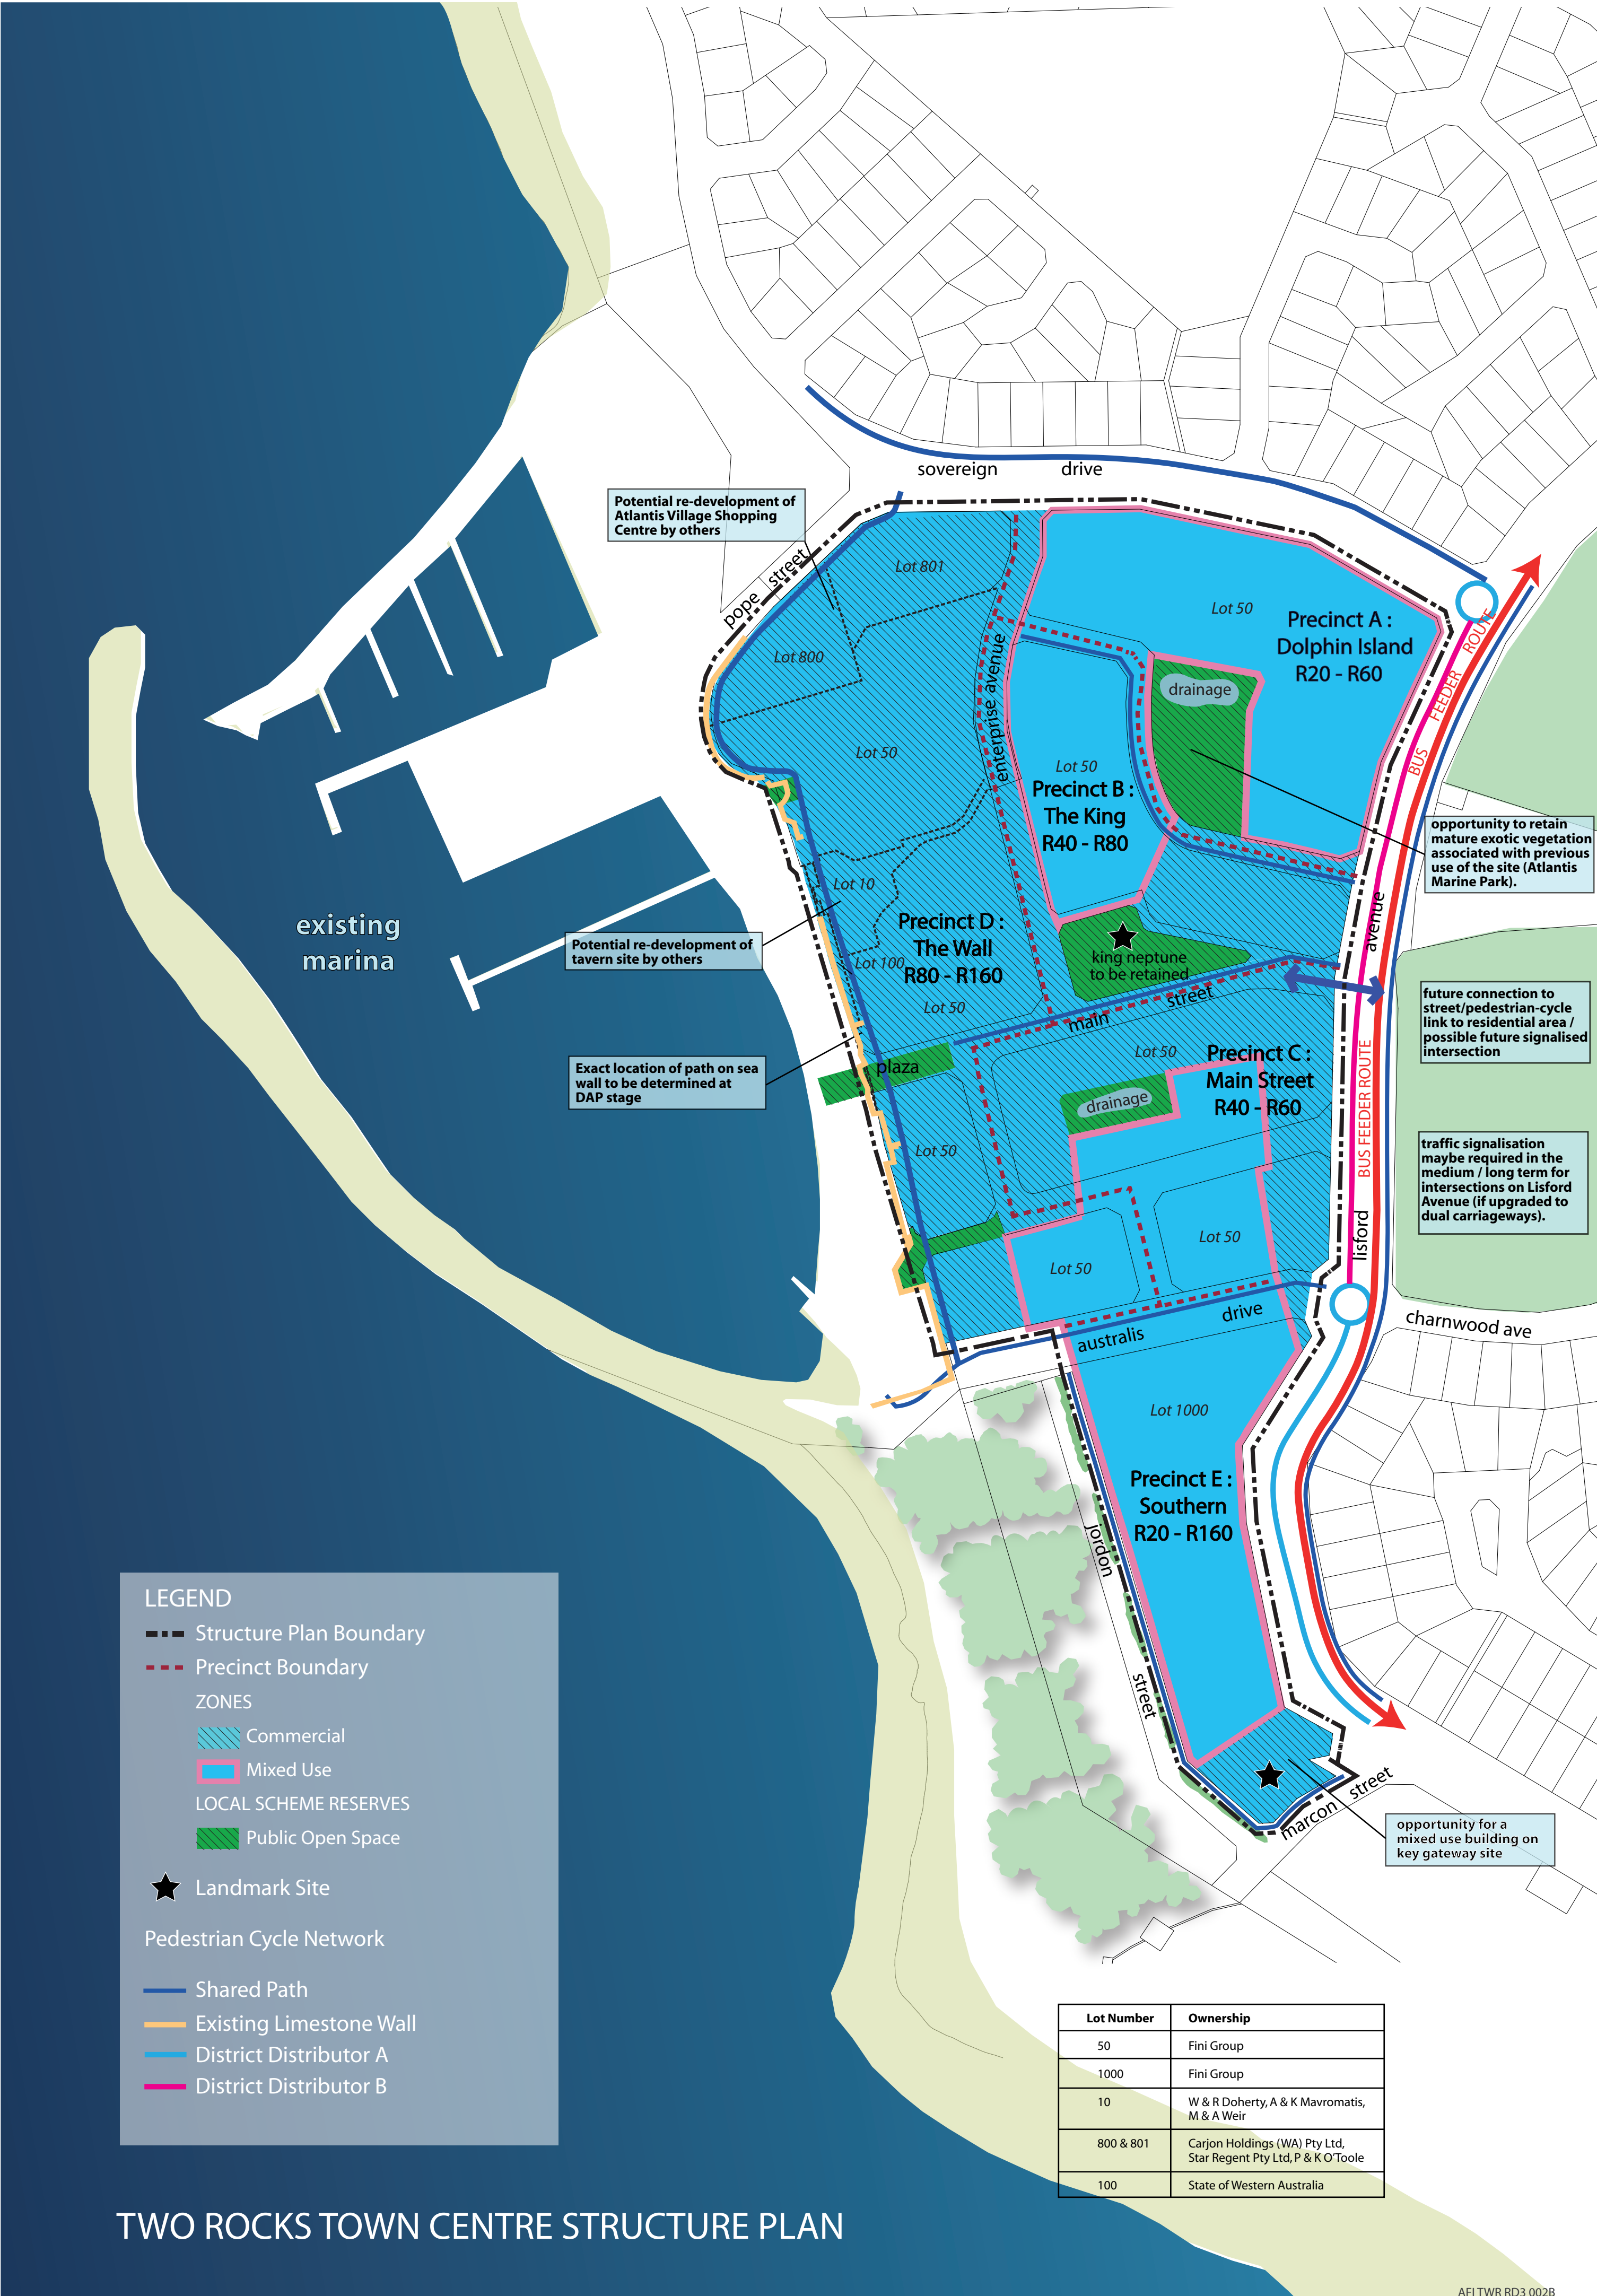 sovereign drive
Potential re-development of
Atlantis Village Shopping
Centre by others
pope street
Lot 801
Lot 800
Lot 50
enterprise avenue
Lot 50
Precinct A :
Dolphin Island
R20 - R60
drainage
BUS FEEDER ROUTE
Lot 50
Precinct B :
The King
R40 - R80
opportunity to retain
mature exotic vegetation
associated with previous
use of the site (Atlantis
Marine Park).
existing
marina
Lot 10
Potential re-development of
tavern site by others
Precinct D :
The Wall
R80 - R160
Lot 100
Lot 50
king neptune
to be retained
avenue
main street
future connection to
street/pedestrian-cycle
link to residential area /
possible future signalised
intersection
Exact location of path on sea
wall to be determined at
DAP stage
plaza
Lot 50
Precinct C :
Main Street
R40 - R60
drainage
BUS FEEDER ROUTE
traffic signalisation
maybe required in the
medium / long term for
intersections on Lisford
Avenue (if upgraded to
dual carriageways).
Lot 50
Lot 50
Lot 50
lisford
australis drive
charnwood ave
Lot 1000
Precinct E :
Southern
R20 - R160
jordon
street
marcon street
opportunity for a
mixed use building on
key gateway site
LEGEND
Structure Plan Boundary
Precinct Boundary
ZONES
Commercial
Mixed Use
LOCAL SCHEME RESERVES
Public Open Space
Landmark Site
Pedestrian Cycle Network
Shared Path
Existing Limestone Wall
District Distributor A
District Distributor B
Lot Number Ownership
50 Fini Group
1000 Fini Group
10 W & R Doherty, A & K Mavromatis,
M & A Weir
800 & 801 Carjon Holdings (WA) Pty Ltd,
Star Regent Pty Ltd, P & K O'Toole
100 State of Western Australia
TWO ROCKS TOWN CENTRE STRUCTURE PLAN
AFI TWR RD3 002B